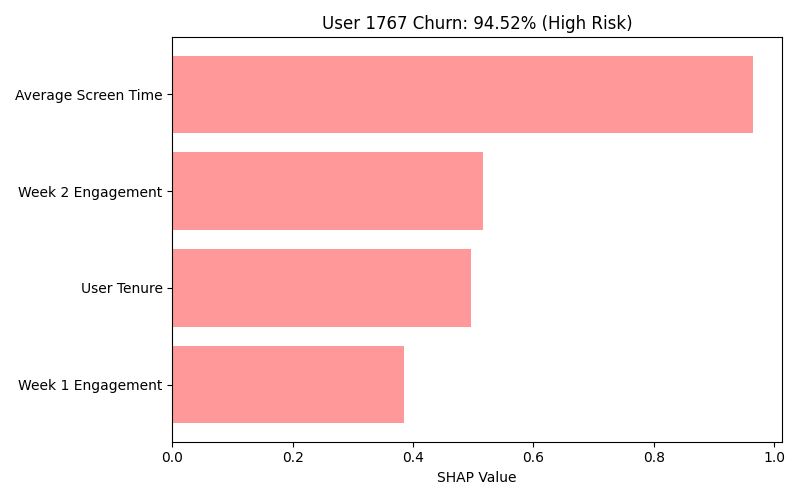 User 1767 Churn: 94.52% (High Risk)
Average Screen Time
Week 2 Engagement
User Tenure
Week 1 Engagement
0.0 0.2 0.4 0.6 0.8 1.0
SHAP Value